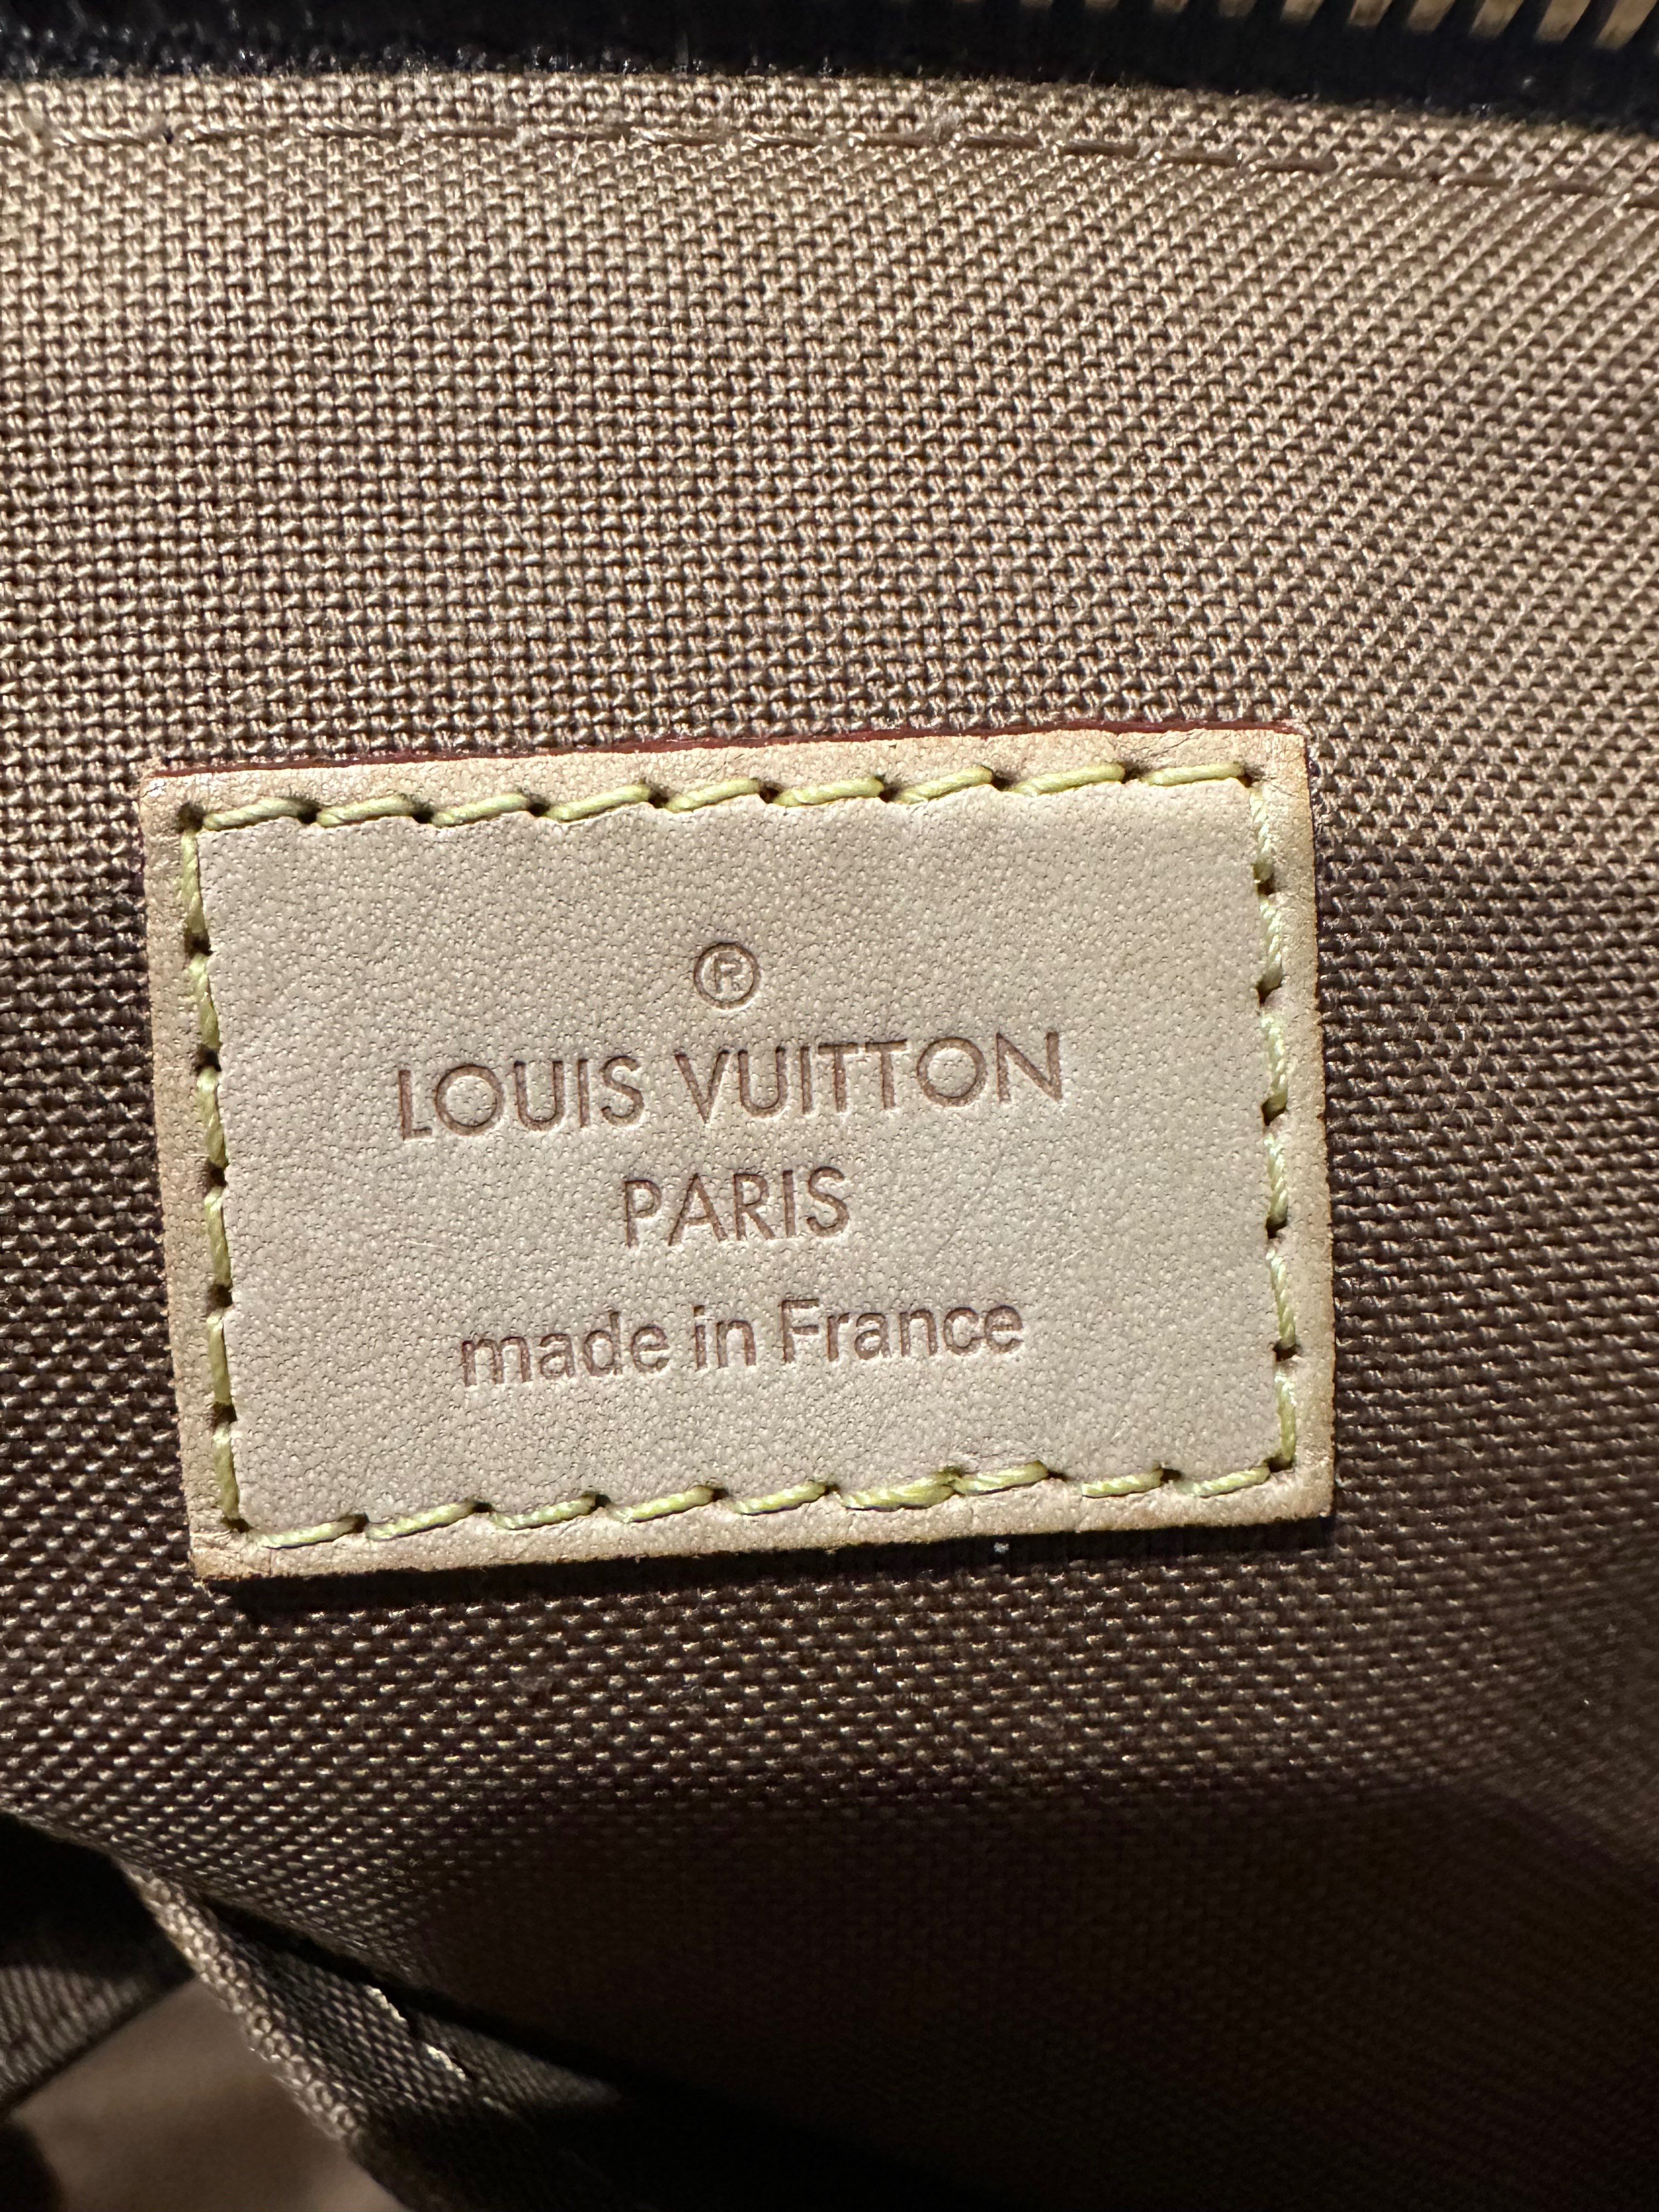 ®
LOUIS VUITTON
PARIS
made in France